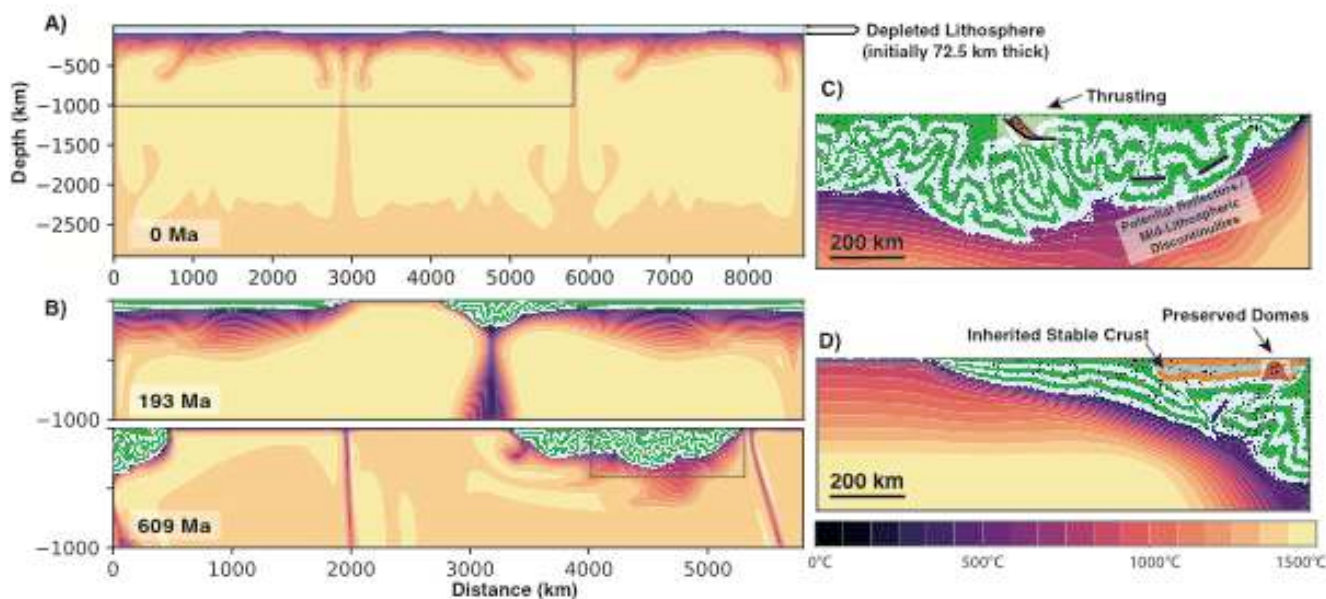 A)
Depleted Lithosphere
(initially 72.5 km thick)
−500
−1000
−1500
−2000
−2500
Depth (km)
0 Ma
0 1000 2000 3000 4000 5000 6000 7000 8000
B)
193 Ma
−1000
609 Ma
−1000
0 1000 2000 3000 4000 5000
Distance (km)
C)
Thrusting
Potential Reflectors /
Mid-Lithospheric
Discontinuities
200 km
D)
Preserved Domes
Inherited Stable Crust
200 km
0°C 500°C 1000°C 1500°C